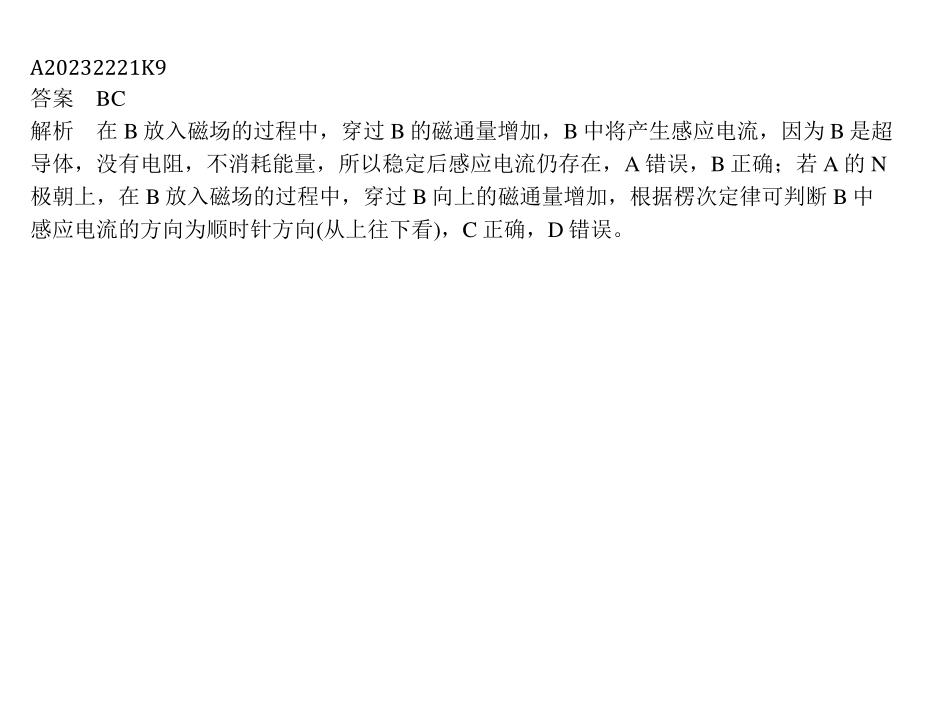 A20232221K9
答案　BC
解析　在 B 放入磁场的过程中，穿过 B 的磁通量增加，B 中将产生感应电流，因为 B 是超
导体，没有电阻，不消耗能量，所以稳定后感应电流仍存在，A 错误，B 正确；若 A 的 N
极朝上，在 B 放入磁场的过程中，穿过 B 向上的磁通量增加，根据楞次定律可判断 B 中
感应电流的方向为顺时针方向(从上往下看)，C 正确，D 错误。